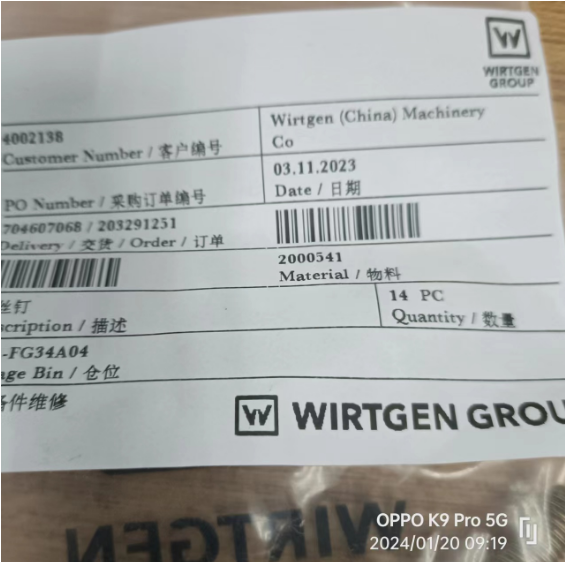 WIRTGEN
GROUP
4002138
Customer Number / 客户编号
Wirtgen (China) Machinery
Co
PO Number / 采购订单编号
03.11.2023
Date / 日期
704607068 / 203291251
Delivery / 交货 / Order / 订单
2000541
Material / 物料
丝钉
scription / 描述
14 PC
Quantity / 数量
-FG34A04
age Bin / 仓位
件维修
WIRTGEN GROU
WIRTGEN
OPPO K9 Pro 5G
2024/01/20 09:19